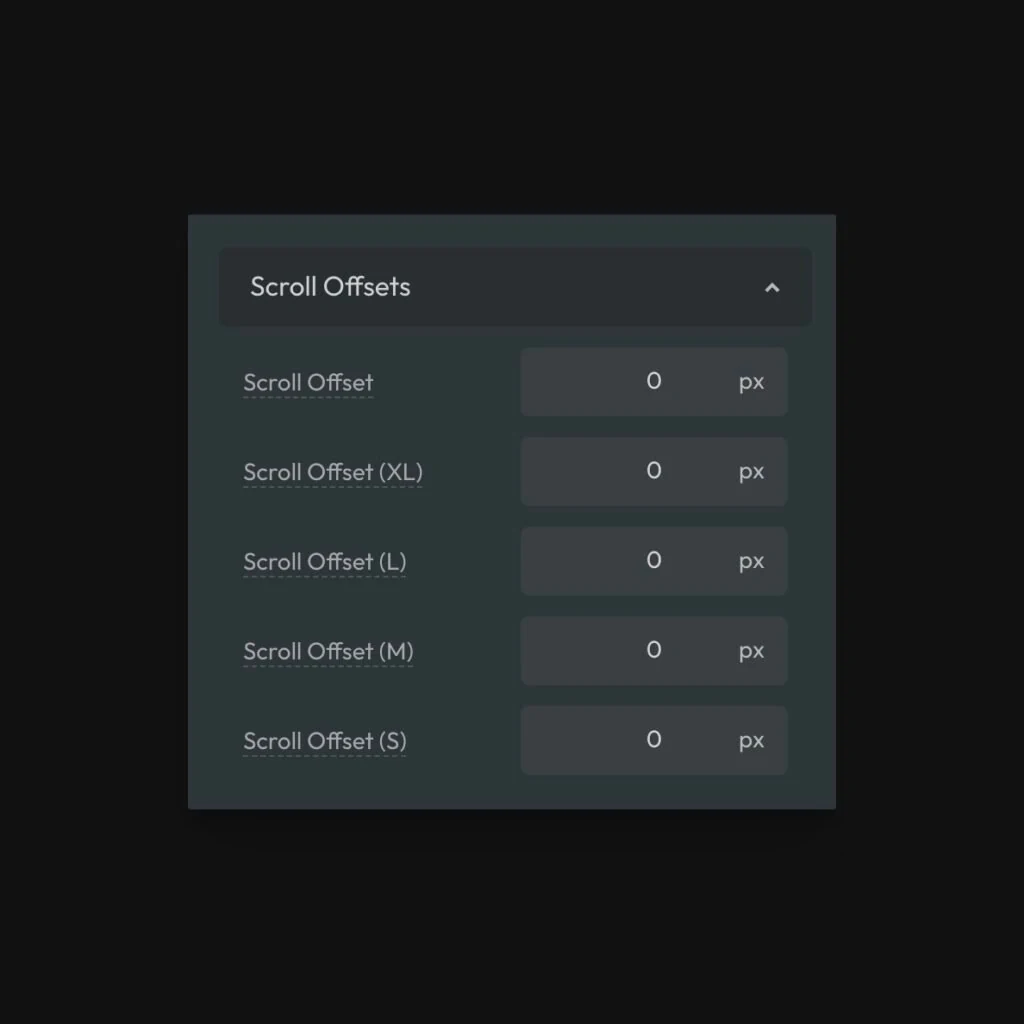 Scroll Offsets
Scroll Offset 0 px
Scroll Offset (XL) 0 px
Scroll Offset (L) 0 px
Scroll Offset (M) 0 px
Scroll Offset (S) 0 px